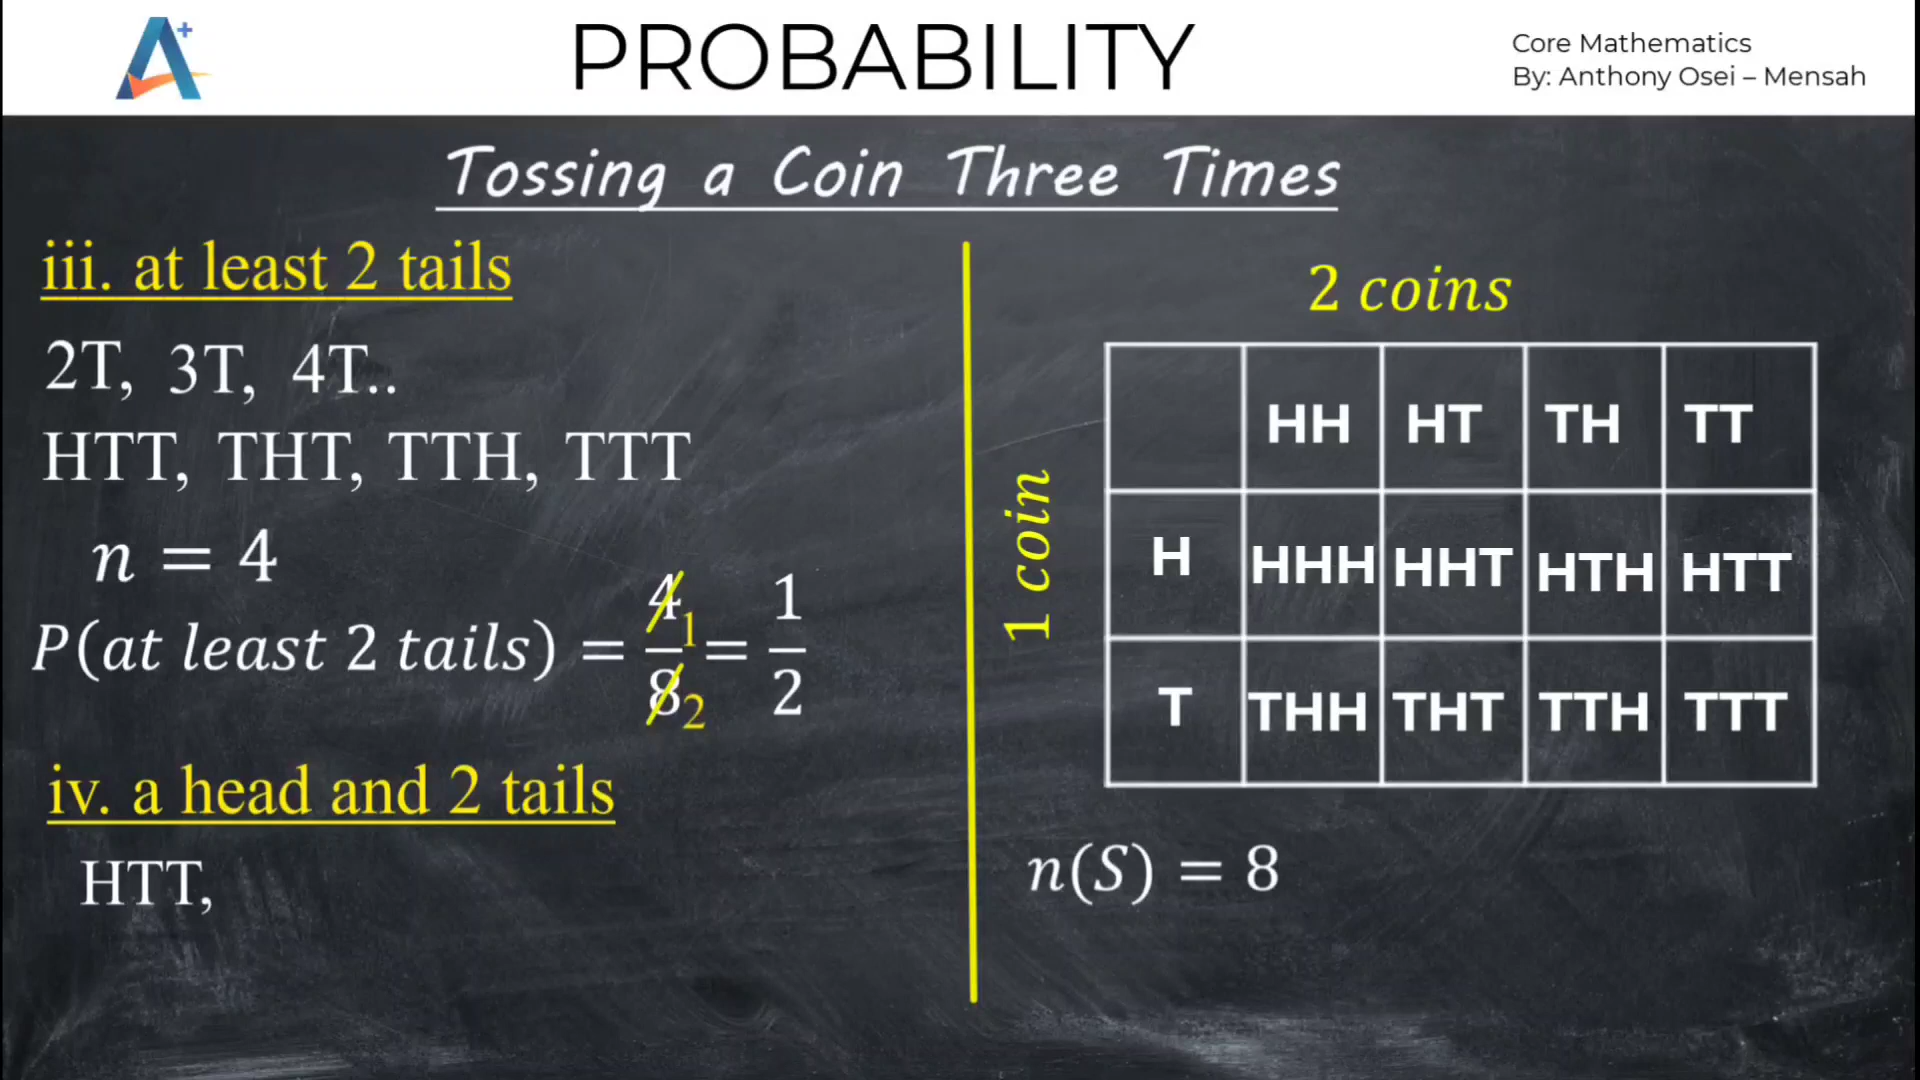 PROBABILITY
Core Mathematics
By: Anthony Osei – Mensah
Tossing a Coin Three Times
iii. at least 2 tails
2T, 3T, 4T..
HTT, THT, TTH, TTT
n = 4
P(at least 2 tails) = 4/8 1 2 = 1/2
iv. a head and 2 tails
HTT,
2 coins
1 coin
HH HT TH TT
H HHH HHT HTH HTT
T THH THT TTH TTT
n(S) = 8